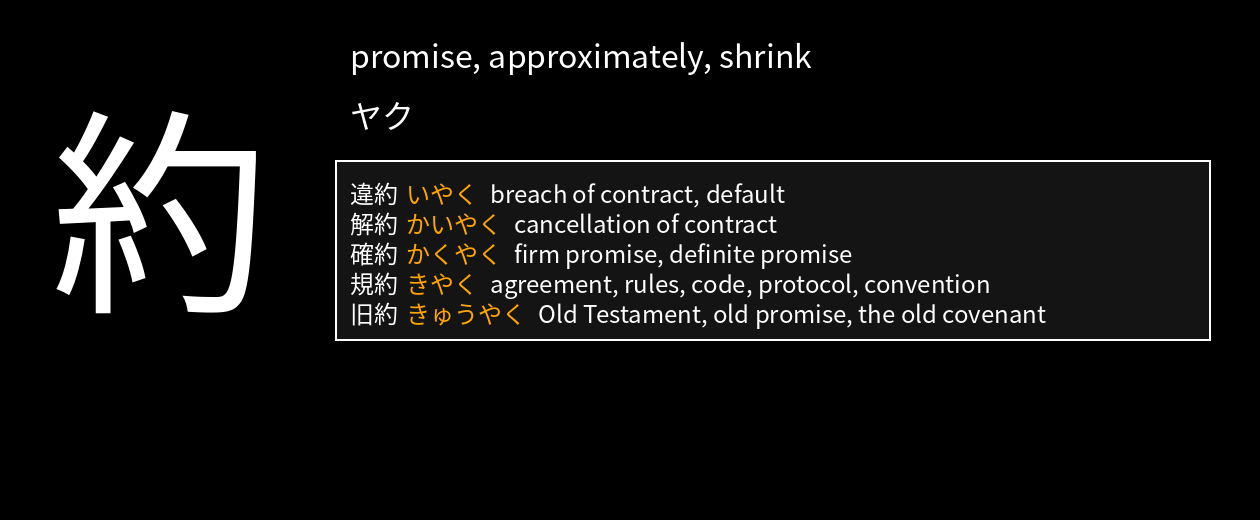 約
promise, approximately, shrink
ヤク
違約 いやく breach of contract, default
解約 かいやく cancellation of contract
確約 かくやく firm promise, definite promise
規約 きやく agreement, rules, code, protocol, convention
旧約 きゅうやく Old Testament, old promise, the old covenant